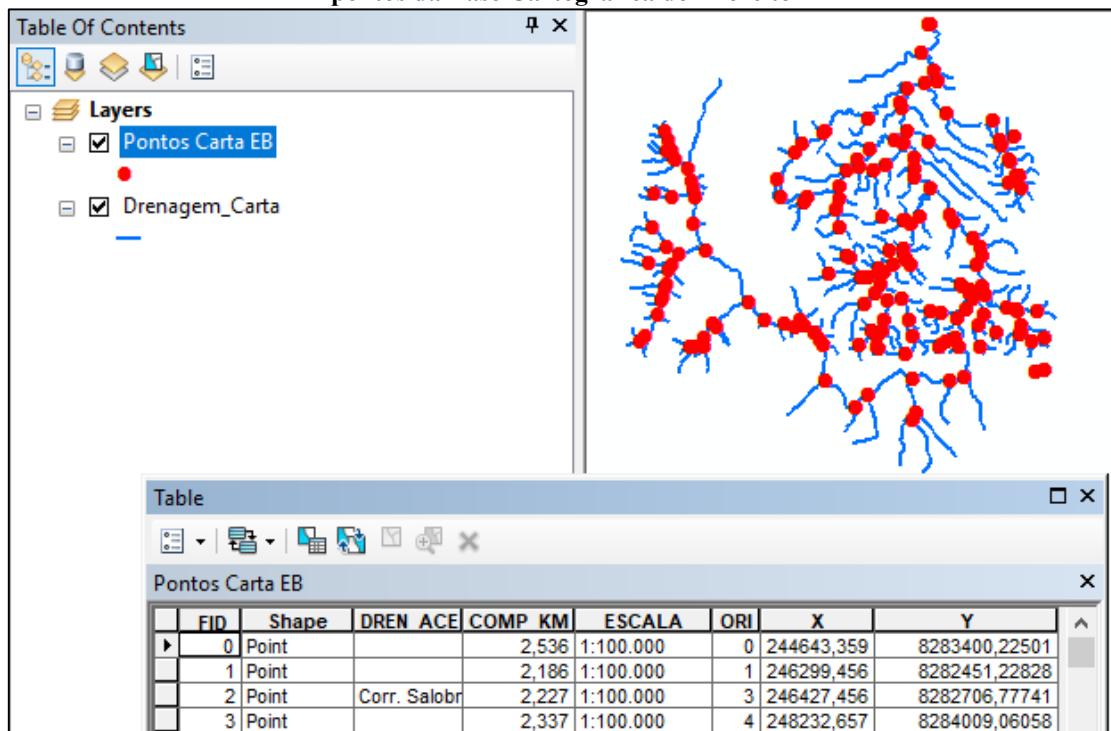 Table Of Contents
Layers
Pontos Carta EB
Drenagem_Carta
Table
Pontos Carta EB
FID Shape DREN_ACE COMP_KM ESCALA ORI X Y
0 Point 2,536 1:100.000 0 244643,359 8283400,22501
1 Point 2,186 1:100.000 1 246299,456 8282451,22828
2 Point Corr. Salobr 2,227 1:100.000 3 246427,456 8282706,77741
3 Point 2,337 1:100.000 4 248232,657 8284009,06058